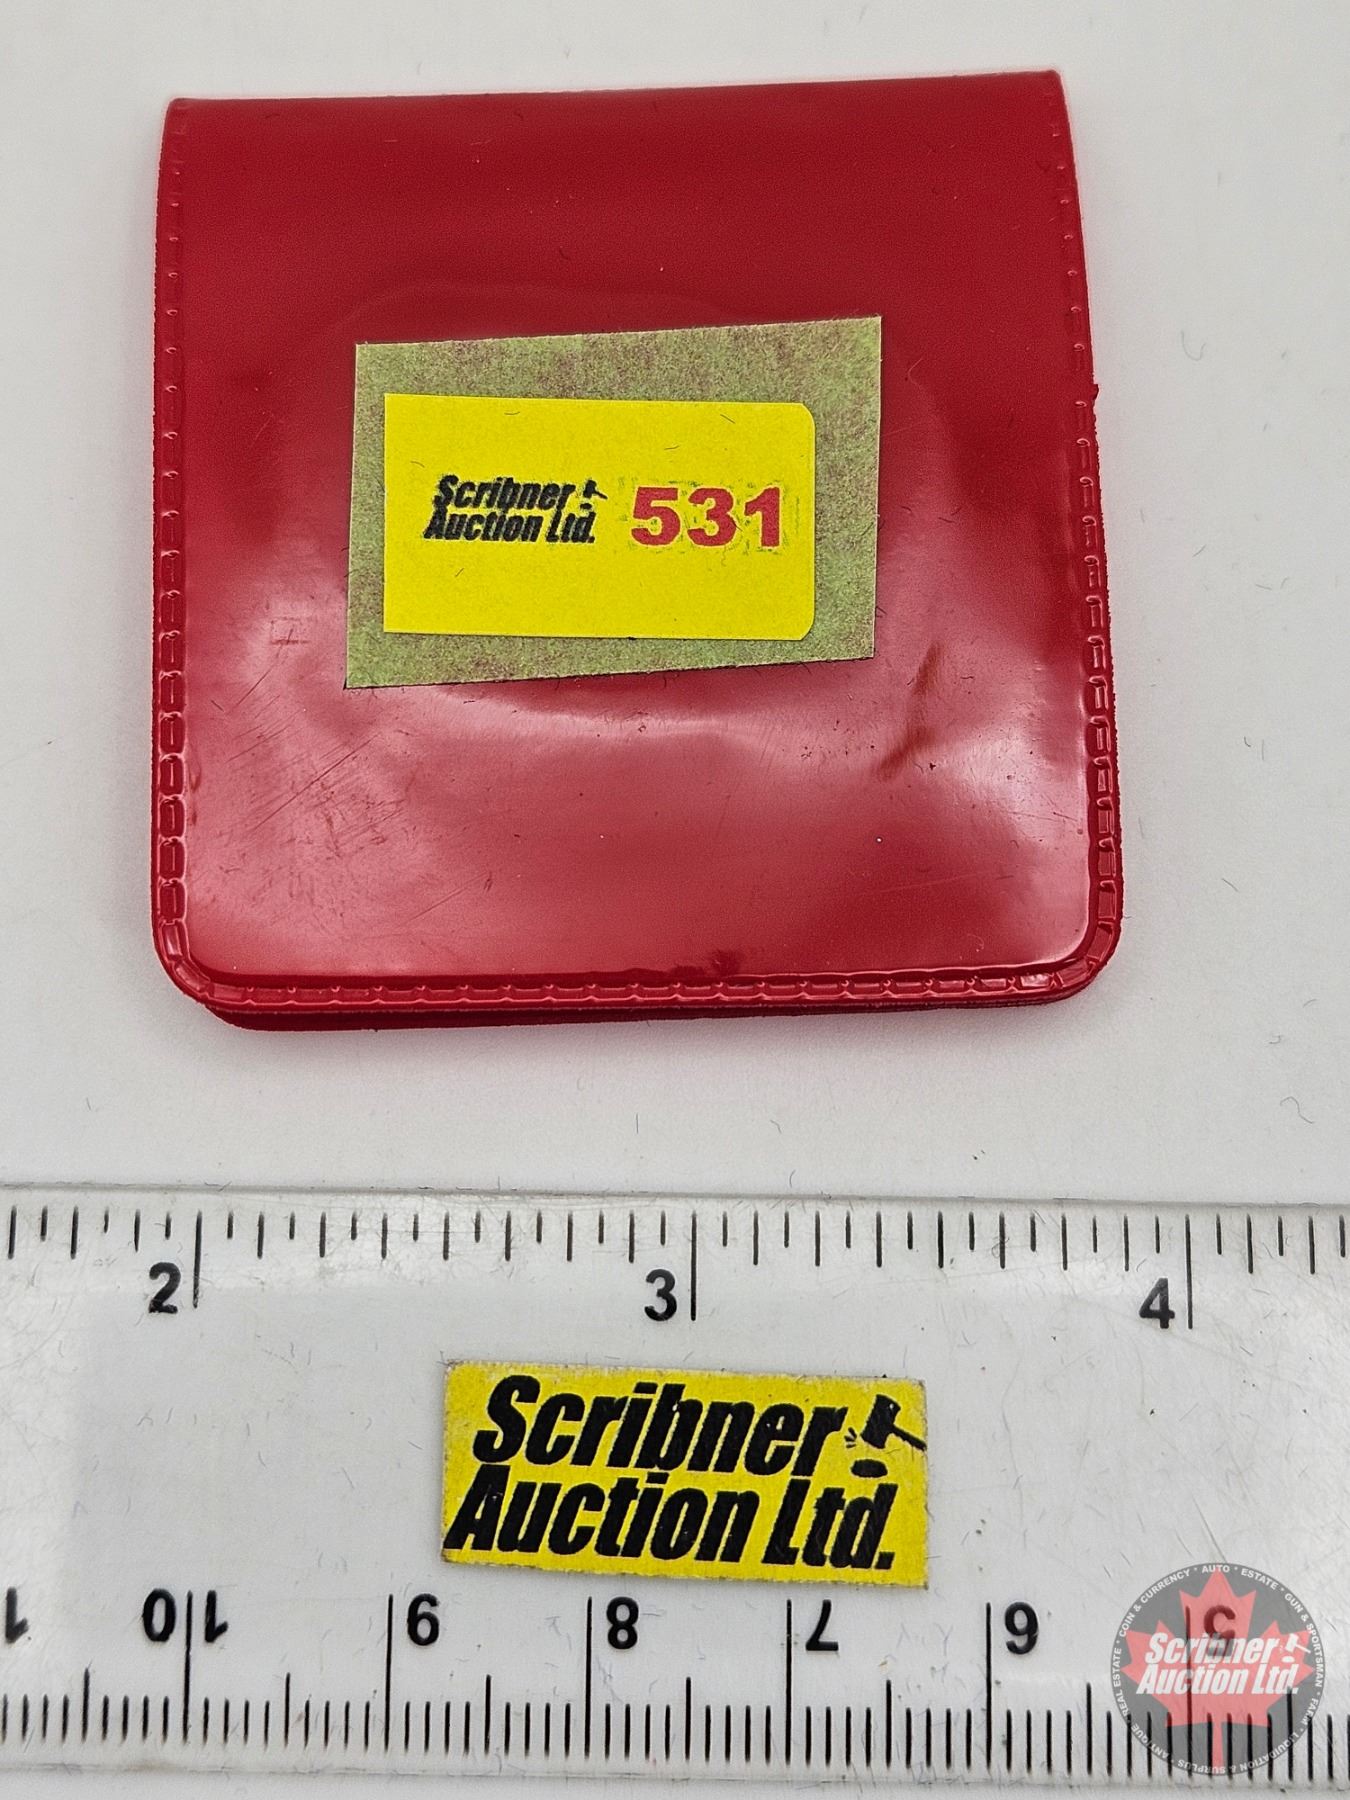 Scribner
Auction Ltd.
531
2 3 4
Scribner
Auction Ltd.
1 10 9 8 7 6 5
COIN & CURRENCY • AUTO • ESTATE • GUN & SPORTSMAN • FARM • LIQUIDATION & SURPLUS • ANTIQUE • REAL ESTATE •
Scribner
Auction Ltd.